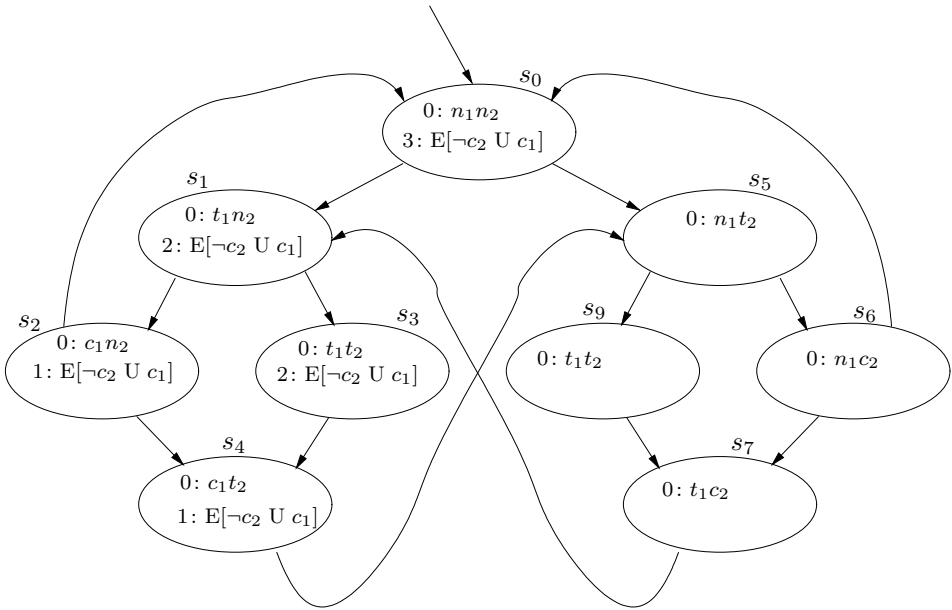 s₀
0: n₁n₂
3: E[¬c₂ U c₁]
s₁
0: t₁n₂
2: E[¬c₂ U c₁]
s₅
0: n₁t₂
s₂
0: c₁n₂
1: E[¬c₂ U c₁]
s₃
0: t₁t₂
2: E[¬c₂ U c₁]
s₉
0: t₁t₂
s₆
0: n₁c₂
s₄
0: c₁t₂
1: E[¬c₂ U c₁]
s₇
0: t₁c₂